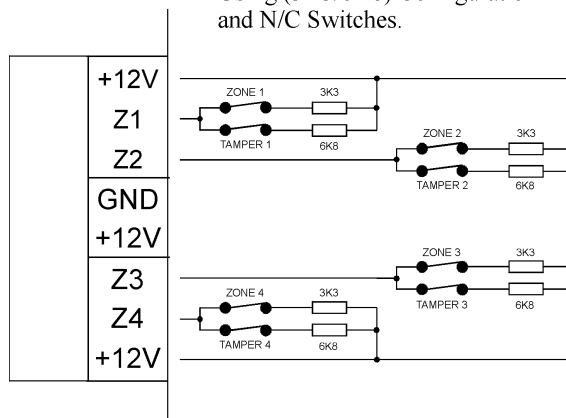 and N/C Switches.
+12V
Z1
Z2
GND
+12V
Z3
Z4
+12V
ZONE 1 3K3
TAMPER 1 6K8
ZONE 2 3K3
TAMPER 2 6K8
ZONE 3 3K3
TAMPER 3 6K8
ZONE 4 3K3
TAMPER 4 6K8